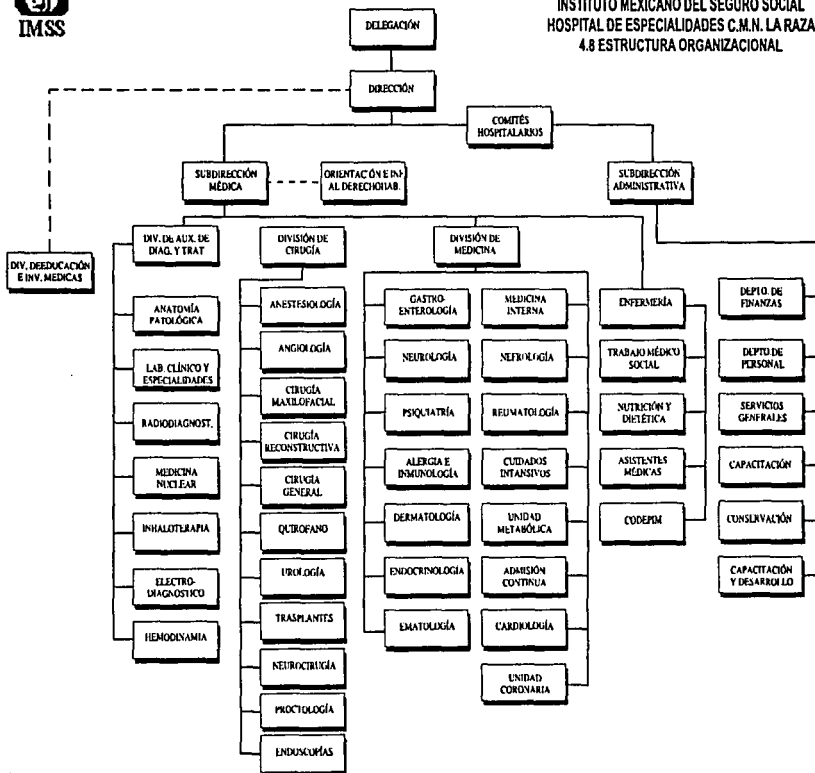 IMSS
INSTITUTO MEXICANO DEL SEGURO SOCIAL
HOSPITAL DE ESPECIALIDADES C.M.N. LA RAZA
4.8 ESTRUCTURA ORGANIZACIONAL
DELEGACIÓN
DIRECCIÓN
COMITÉS
HOSPITALARIOS
SUBDIRECCIÓN
MÉDICA
ORIENTACIÓN E INF.
AL DERECHOHAB.
SUBDIRECCIÓN
ADMINISTRATIVA
DIV. DEEDUCACIÓN
E INV. MEDICAS
DIV. DE AUX. DE
DIAG. Y TRAT
ANATOMÍA
PATOLÓGICA
LAB. CLÍNICO Y
ESPECIALIDADES
RADIODIAGNOST.
MEDICINA
NUCLEAR
INHALOTERAPIA
ELECTRO-
DIAGNOSTICO
HEMODINAMIA
DIVISIÓN DE
CIRUGÍA
ANESTESIOLOGÍA
ANGIOLOGÍA
CIRUGÍA
MAXILOFACIAL
CIRUGÍA
RECONSTRUCTIVA
CIRUGÍA
GENERAL
QUIROFANO
UROLOGÍA
TRASPLANTES
NEUROCIRUGÍA
PROCTOLOGÍA
ENDOSCOPÍAS
DIVISIÓN DE
MEDICINA
GASTRO-
ENTEROLOGÍA
NEUROLOGÍA
PSIQUIATRÍA
ALERGIA E
INMUNOLOGÍA
DERMATOLOGÍA
ENDOCRINOLOGÍA
EMATOLOGÍA
MEDICINA
INTERNA
NEFROLOGÍA
REUMATOLOGÍA
CUIDADOS
INTANSIVOS
UNIDAD
METABÓLICA
ADMISIÓN
CONTINUA
CARDIOLOGÍA
UNIDAD
CORONARIA
ENFERMERÍA
TRABAJO MÉDICO
SOCIAL
NUTRICIÓN Y
DIETÉTICA
ASISTENTES
MÉDICAS
CODEPIM
DEPTO. DE
FINANZAS
DEPTO. DE
PERSONAL
SERVICIOS
GENERALES
CAPACITACIÓN
CONSERVACIÓN
CAPACITACIÓN
Y DESARROLLO